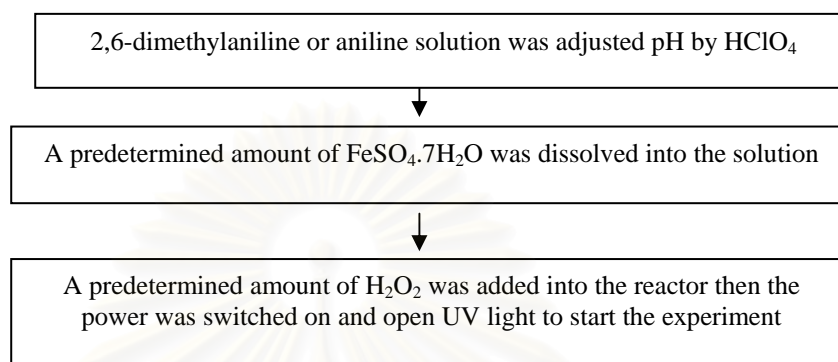 2,6-dimethylaniline or aniline solution was adjusted pH by HClO₄
A predetermined amount of FeSO₄.7H₂O was dissolved into the solution
A predetermined amount of H₂O₂ was added into the reactor then the
power was switched on and open UV light to start the experiment